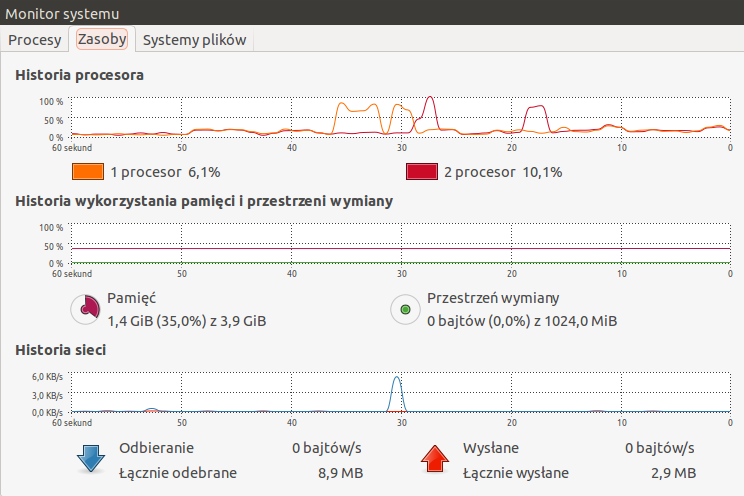 Monitor systemu
Procesy Zasoby Systemy plików
Historia procesora
100 %
50 %
0 %
60 sekund 50 40 30 20 10 0
1 procesor 6,1% 2 procesor 10,1%
Historia wykorzystania pamięci i przestrzeni wymiany
100 %
50 %
0 %
60 sekund 50 40 30 20 10 0
Pamięć Przestrzeń wymiany
1,4 GiB (35,0%) z 3,9 GiB 0 bajtów (0,0%) z 1024,0 MiB
Historia sieci
6,0 KB/s
3,0 KB/s
0,0 KB/s
60 sekund 50 40 30 20 10 0
Odbieranie 0 bajtów/s Wysłane 0 bajtów/s
Łącznie odebrane 8,9 MB Łącznie wysłane 2,9 MB